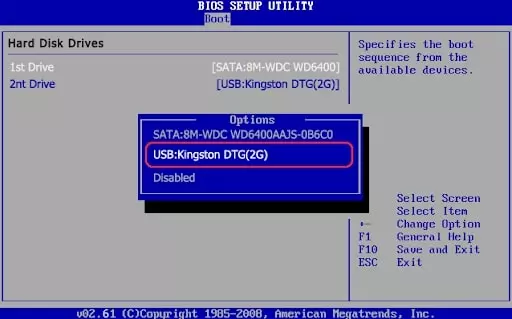 BIOS SETUP UTILITY
Boot
Hard Disk Drives
1st Drive [SATA:8M-WDC WD6400]
2nt Drive [USB:Kingston DTG(2G)]
Specifies the boot
sequence from the
available devices.
Options
SATA:8M-WDC WD6400AAJS-0B6C0
USB:Kingston DTG(2G)
Disabled
Select Screen
Select Item
+- Change Option
F1 General Help
F10 Save and Exit
ESC Exit
v02.61 (C)Copyright 1985-2008, American Megatrends, Inc.